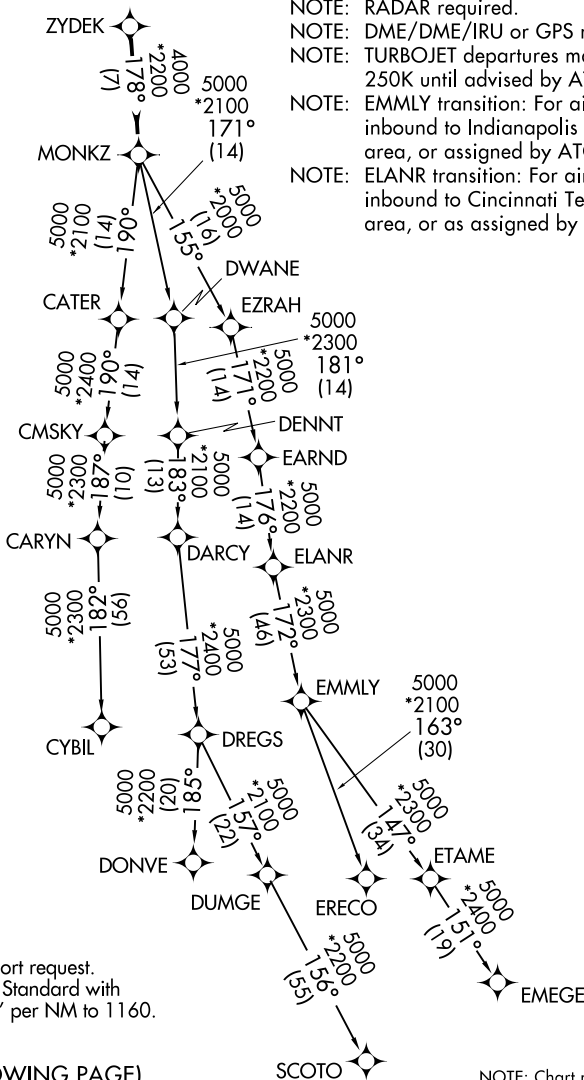 ZYDEK
4000
*2200
178°
(7)
MONKZ
5000
*2100
171°
(14)
NOTE: RADAR required.
NOTE: DME/DME/IRU or GPS
NOTE: TURBOJET departures
250K until advised by
NOTE: EMMLY transition: For
inbound to Indianapolis
area, or assigned by
NOTE: ELANR transition: For
inbound to Cincinnati
area, or as assigned by
5000
*2100
(14)
190°
5000
*2000
(16)
155°
CATER
DWANE
EZRAH
5000
*2400
190°
(14)
5000
*2300
181°
(14)
5000
*2200
171°
(14)
CMSKY
DENNT
EARND
5000
*2300
187°
(10)
5000
*2100
183°
(13)
5000
*2200
176°
(14)
CARYN
DARCY
ELANR
5000
*2300
182°
(56)
5000
*2400
177°
(53)
5000
*2300
172°
(46)
CYBIL
DREGS
EMMLY
5000
*2100
163°
(30)
5000
*2200
(20)
185°
5000
*2100
157°
(22)
5000
*2300
147°
(34)
DONVE
DUMGE
ERECO
ETAME
5000
*2400
151°
(19)
5000
*2200
156°
(55)
EMEGE
SCOTO
ort request.
Standard with
' per NM to 1160.
OWING PAGE)
NOTE: Chart